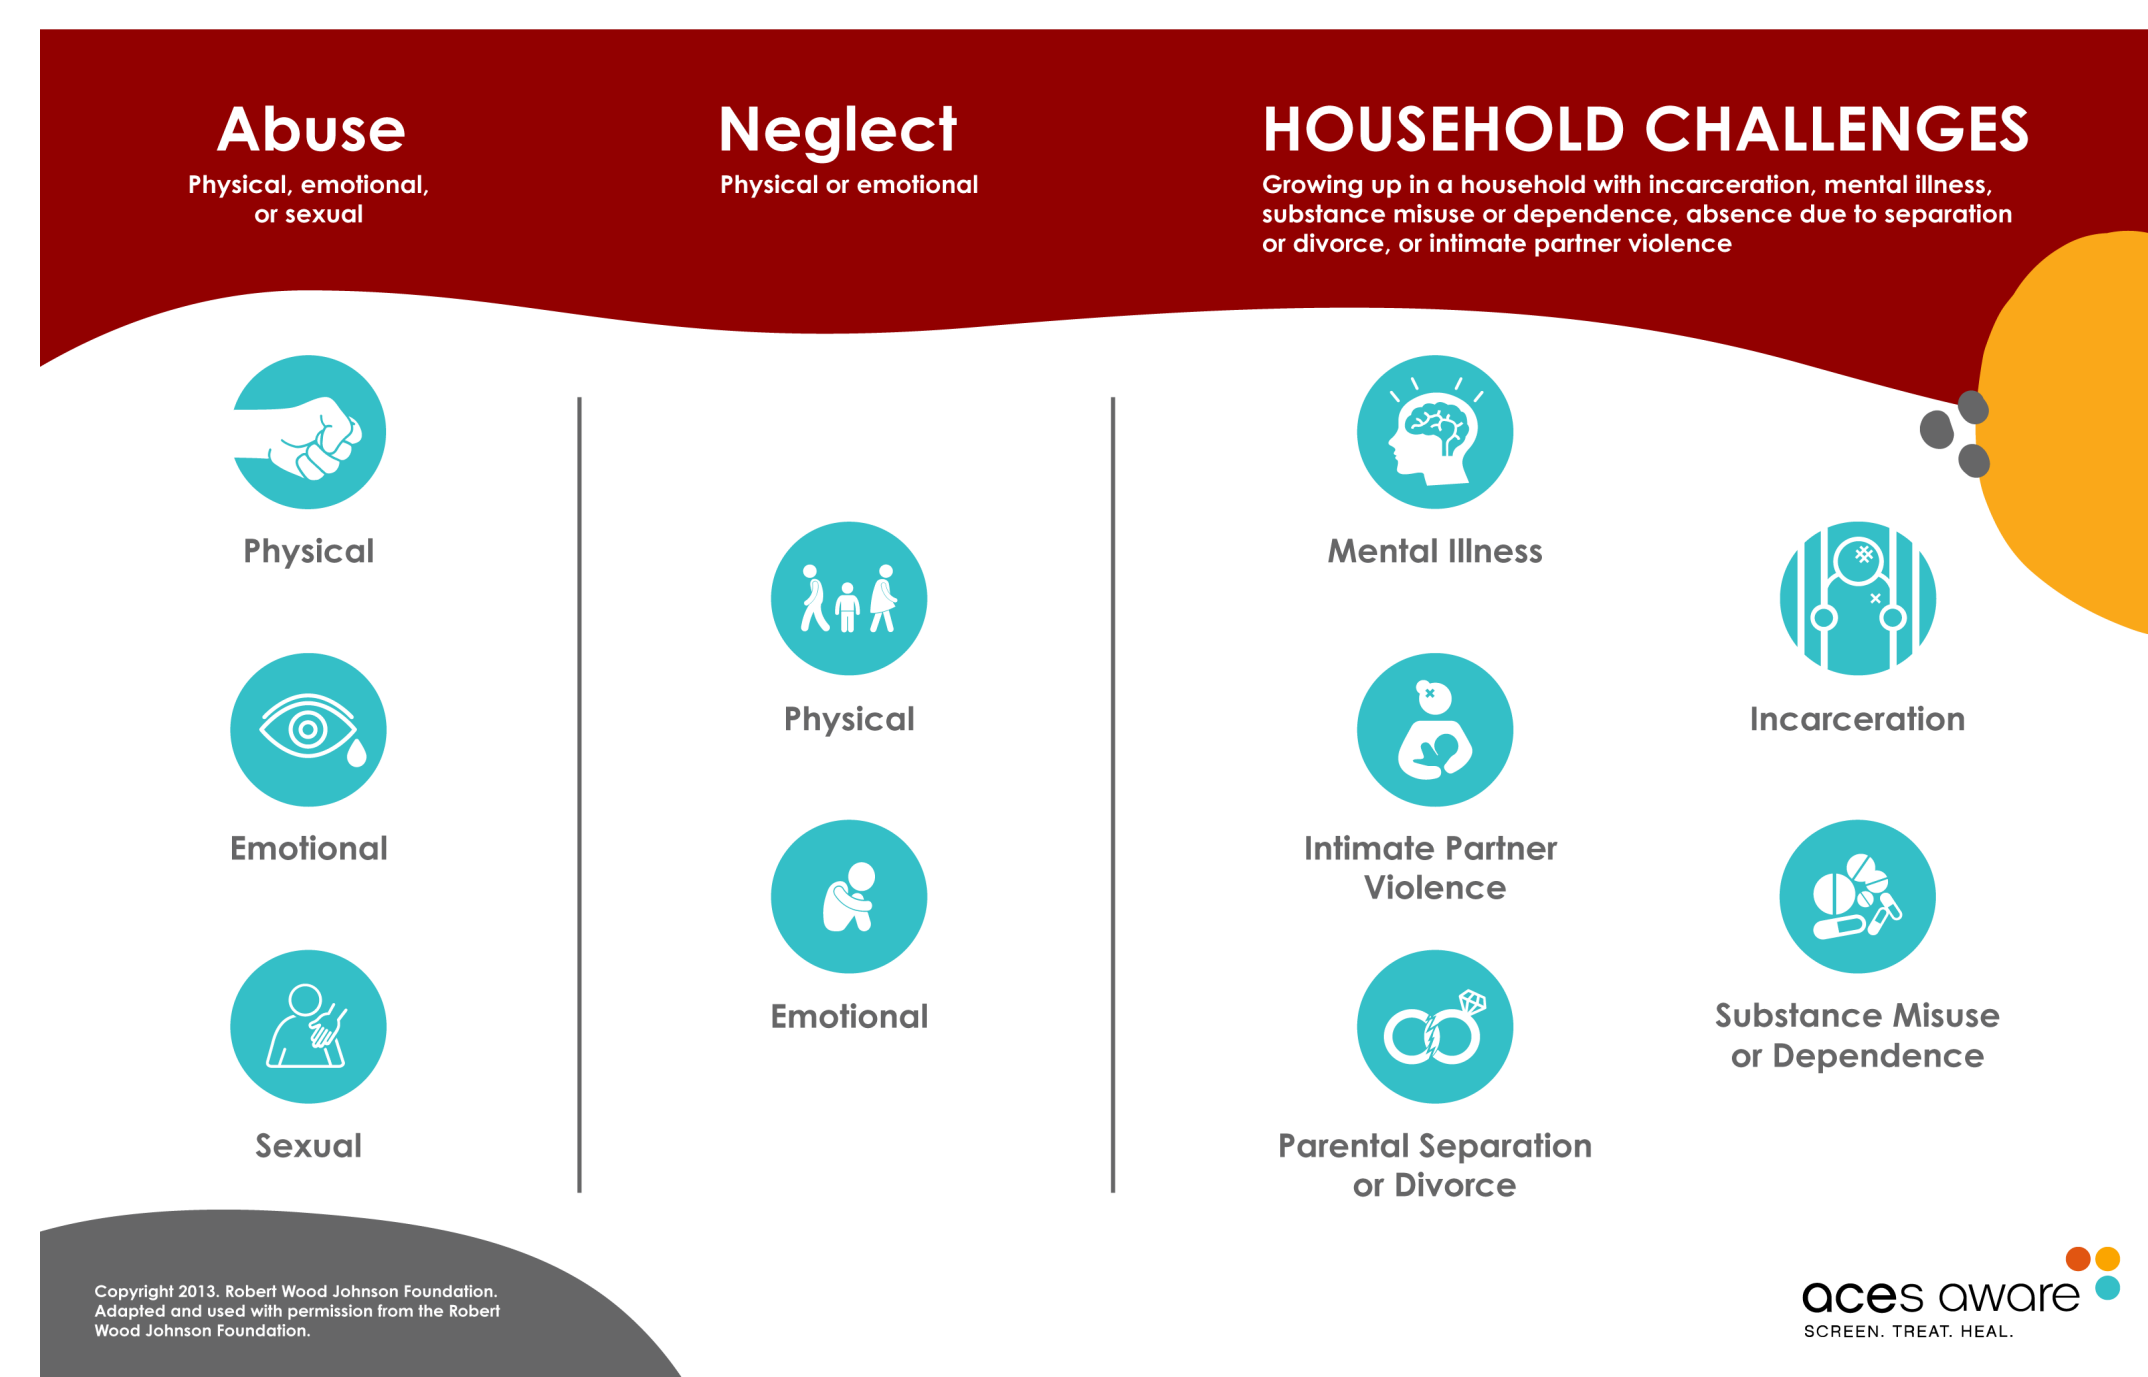 Abuse
Physical, emotional,
or sexual
Neglect
Physical or emotional
HOUSEHOLD CHALLENGES
Growing up in a household with incarceration, mental illness,
substance misuse or dependence, absence due to separation
or divorce, or intimate partner violence
Physical
Emotional
Sexual
Physical
Emotional
Mental Illness
Intimate Partner
Violence
Parental Separation
or Divorce
Incarceration
Substance Misuse
or Dependence
Copyright 2013. Robert Wood Johnson Foundation.
Adapted and used with permission from the Robert
Wood Johnson Foundation.
aces aware
SCREEN. TREAT. HEAL.